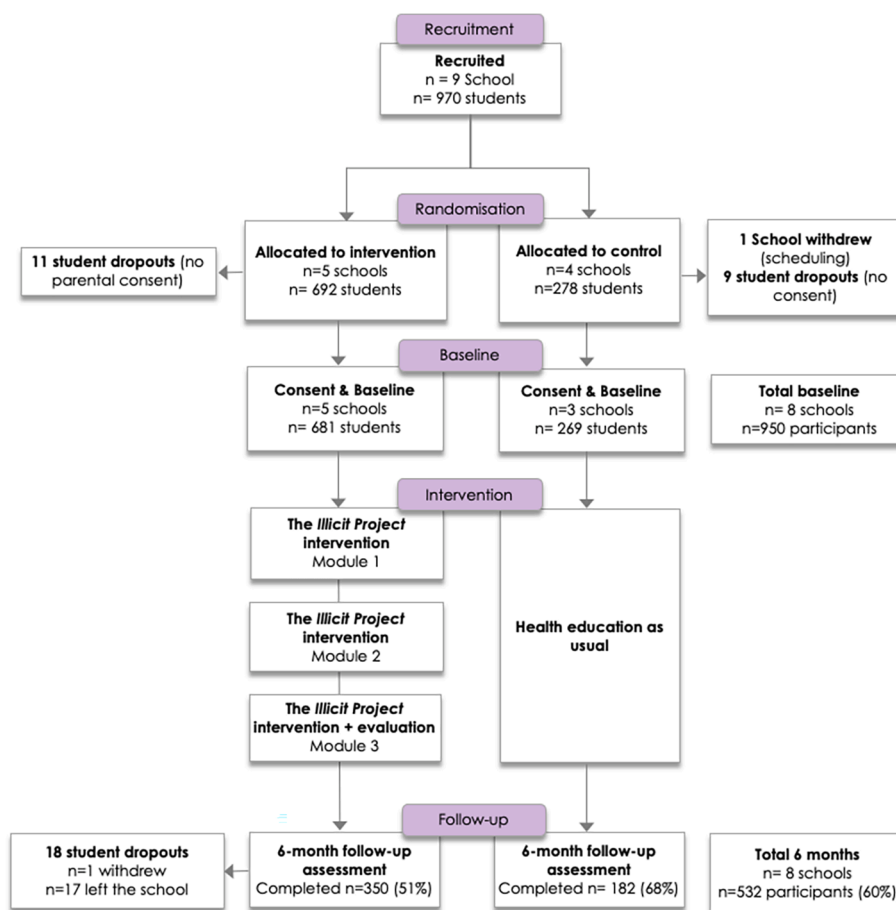 Recruitment
Recruited
n = 9 School
n= 970 students
Randomisation
11 student dropouts (no
parental consent)
Allocated to intervention
n=5 schools
n= 692 students
Allocated to control
n=4 schools
n=278 students
1 School withdrew
(scheduling)
9 student dropouts (no
consent)
Baseline
Consent & Baseline
n=5 schools
n= 681 students
Consent & Baseline
n=3 schools
n= 269 students
Total baseline
n= 8 schools
n=950 participants
Intervention
The Illicit Project
intervention
Module 1
The Illicit Project
intervention
Module 2
The Illicit Project
intervention + evaluation
Module 3
Health education as
usual
Follow-up
18 student dropouts
n=1 withdrew
n=17 left the school
6-month follow-up
assessment
Completed n=350 (51%)
6-month follow-up
assessment
Completed n= 182 (68%)
Total 6 months
n= 8 schools
n=532 participants (60%)